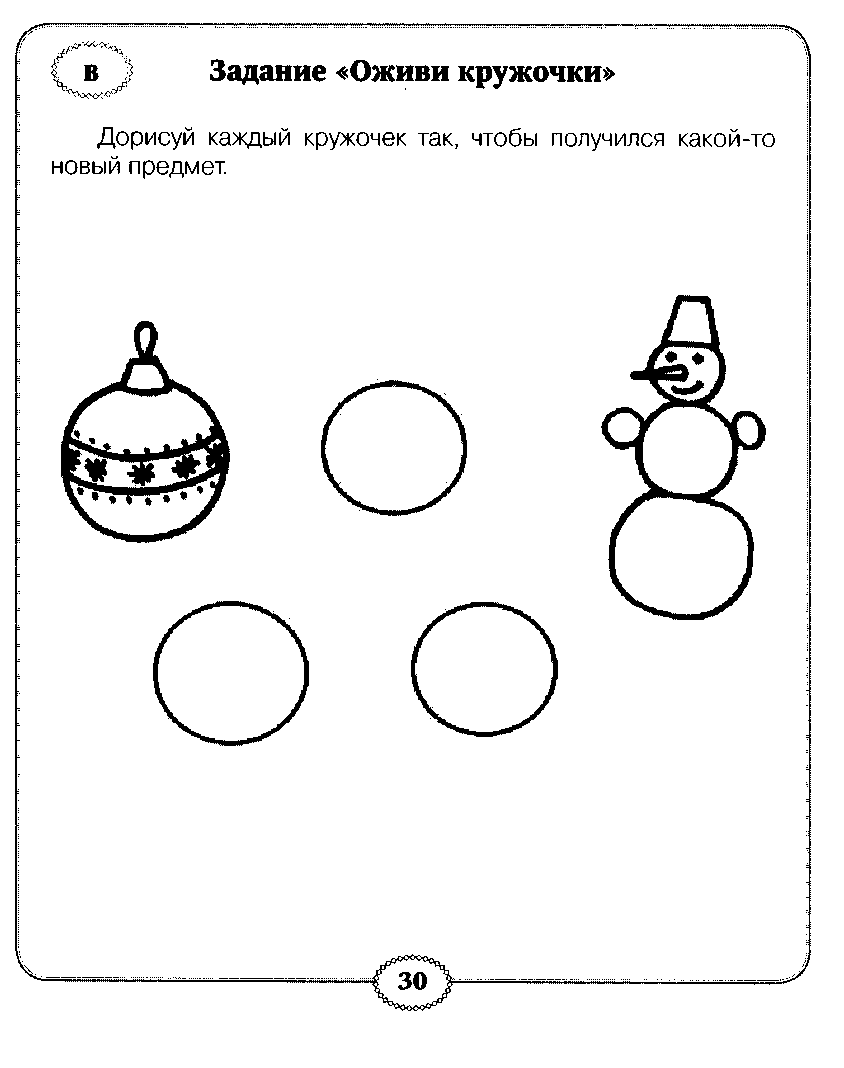 в
Задание «Оживи кружочки»
Дорисуй каждый кружочек так, чтобы получился какой-то
новый предмет.
30